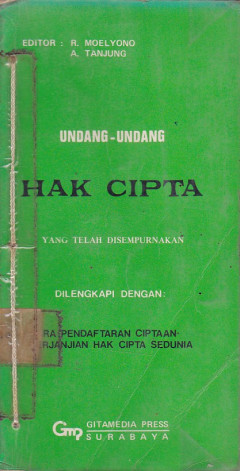 EDITOR : R. MOELYONO
A. TANJUNG
UNDANG-UNDANG
HAK CIPTA
YANG TELAH DISEMPURNAKAN
DILENGKAPI DENGAN:
PENDAFTARAN CIPTAAN-
HAK CIPTA SEDUNIA
Gmp GITAMEDIA PRESS
SURABAYA